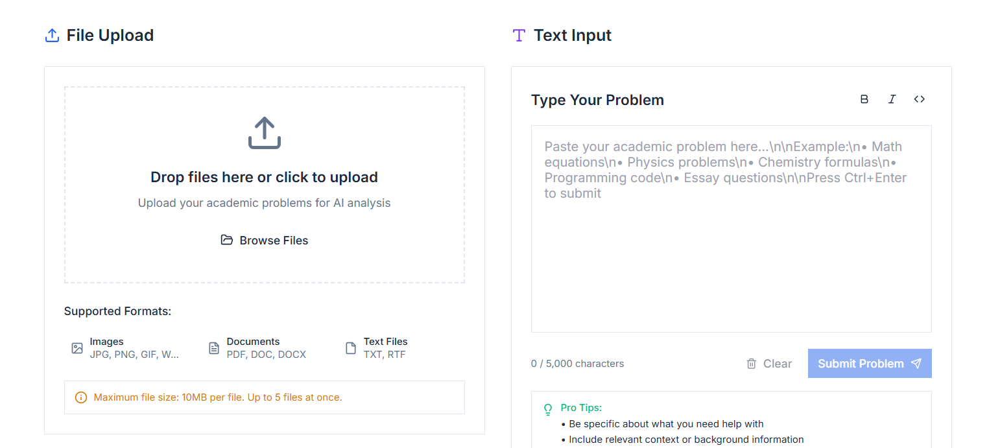 File Upload
Drop files here or click to upload
Upload your academic problems for AI analysis
Browse Files
Supported Formats:
Images
JPG, PNG, GIF, W...
Documents
PDF, DOC, DOCX
Text Files
TXT, RTF
Maximum file size: 10MB per file. Up to 5 files at once.
Text Input
Type Your Problem
B I <>
Paste your academic problem here...\n\nExample:\n• Math
equations\n• Physics problems\n• Chemistry formulas\n•
Programming code\n• Essay questions\n\nPress Ctrl+Enter
to submit
0 / 5,000 characters
Clear
Submit Problem
Pro Tips:
• Be specific about what you need help with
• Include relevant context or background information